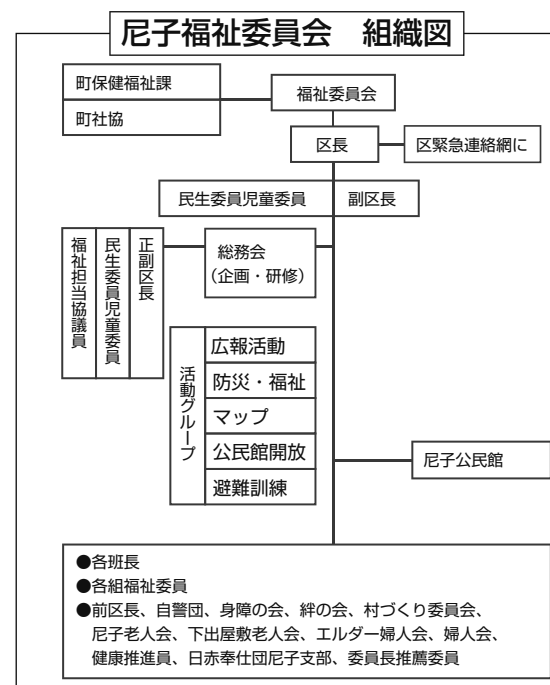 尼子福祉委員会　組織図
町保健福祉課
町社協
福祉委員会
区長
区緊急連絡網に
民生委員児童委員
副区長
福祉担当協議員
民生委員児童委員
正副区長
総務会
（企画・研修）
活動グループ
広報活動
防災・福祉
マップ
公民館開放
避難訓練
尼子公民館
●各班長
●各組福祉委員
●前区長、自警団、身障の会、絆の会、村づくり委員会、
尼子老人会、下出屋敷老人会、エルダー婦人会、婦人会、
健康推進員、日赤奉仕団尼子支部、委員長推薦委員